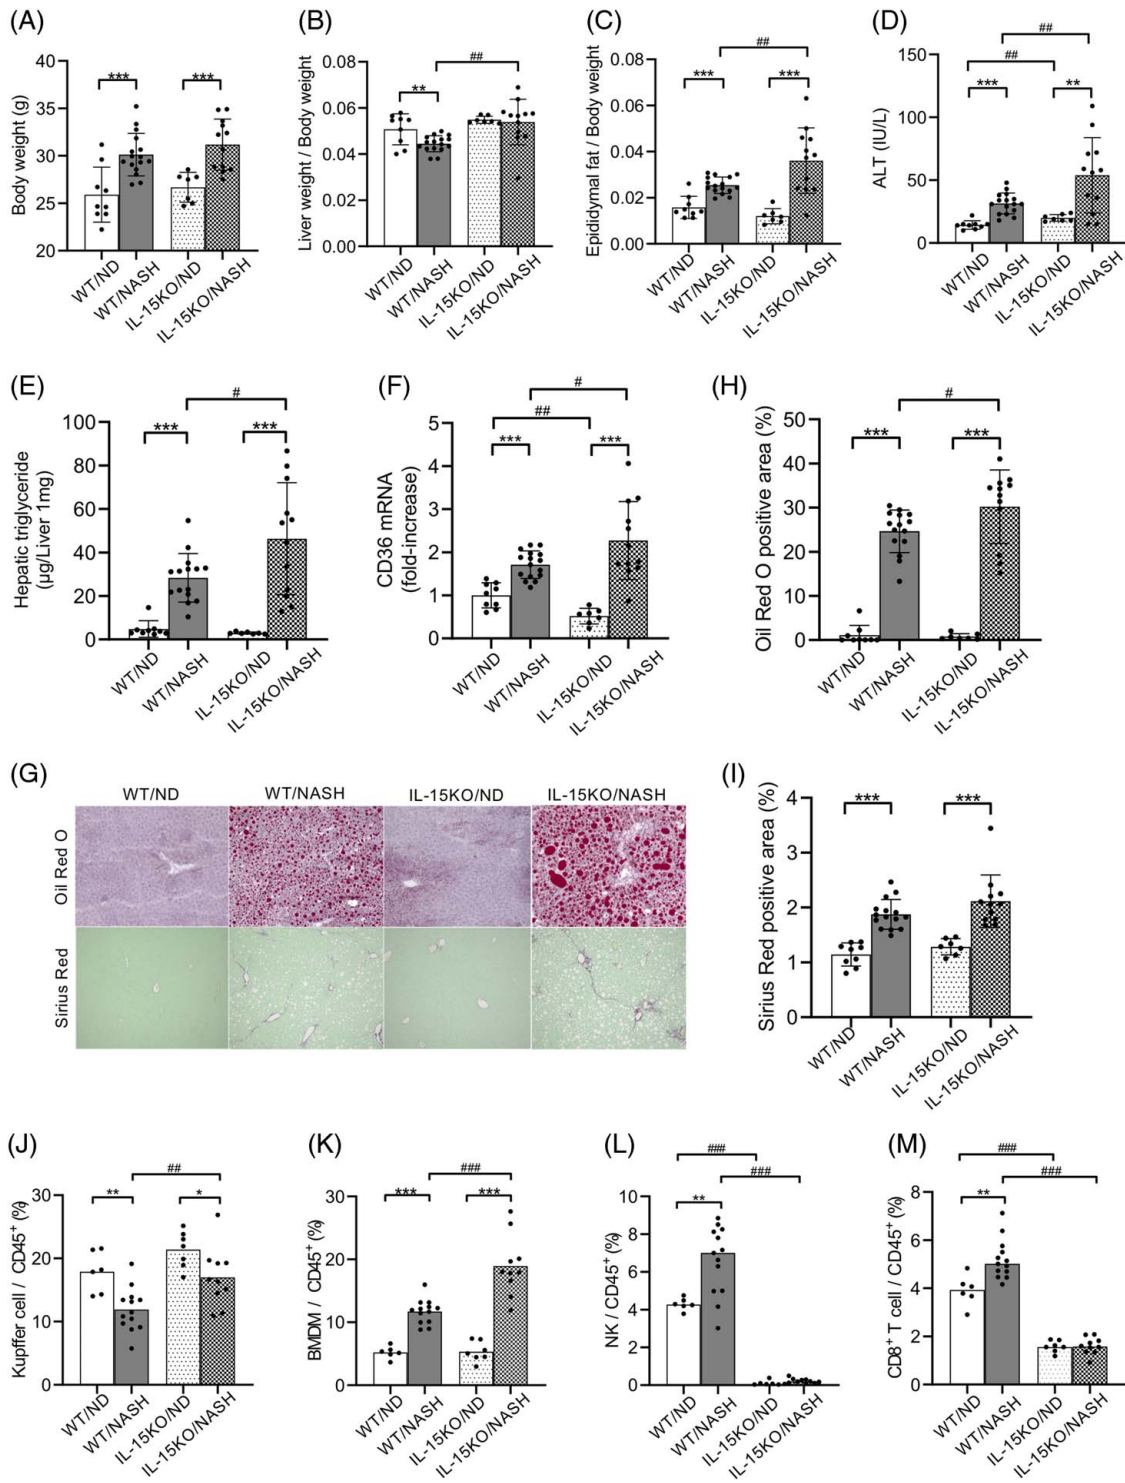 (A)
Body weight (g)
40
35
30
25
20
***
***
WT/ND
WT/NASH
IL-15KO/ND
IL-15KO/NASH
(B)
Liver weight / Body weight
0.08
0.06
0.04
0.02
0.00
**
##
WT/ND
WT/NASH
IL-15KO/ND
IL-15KO/NASH
(C)
Epididymal fat / Body weight
0.08
0.06
0.04
0.02
0.00
***
***
##
WT/ND
WT/NASH
IL-15KO/ND
IL-15KO/NASH
(D)
ALT (IU/L)
150
100
50
0
##
##
***
**
WT/ND
WT/NASH
IL-15KO/ND
IL-15KO/NASH
(E)
Hepatic triglyceride
(μg/Liver 1mg)
100
80
60
40
20
0
#
***
***
WT/ND
WT/NASH
IL-15KO/ND
IL-15KO/NASH
(F)
CD36 mRNA
(fold-increase)
5
4
3
2
1
0
#
##
***
***
WT/ND
WT/NASH
IL-15KO/ND
IL-15KO/NASH
(H)
Oil Red O positive area (%)
50
40
30
20
10
0
#
***
***
WT/ND
WT/NASH
IL-15KO/ND
IL-15KO/NASH
(G)
WT/ND
WT/NASH
IL-15KO/ND
IL-15KO/NASH
Oil Red O
Sirius Red
(I)
Sirius Red positive area (%)
4
3
2
1
0
***
***
WT/ND
WT/NASH
IL-15KO/ND
IL-15KO/NASH
(J)
Kupffer cell / CD45⁺ (%)
30
20
10
0
##
**
*
WT/ND
WT/NASH
IL-15KO/ND
IL-15KO/NASH
(K)
BMDM / CD45⁺ (%)
30
20
10
0
###
***
***
WT/ND
WT/NASH
IL-15KO/ND
IL-15KO/NASH
(L)
NK / CD45⁺ (%)
10
8
6
4
2
0
###
###
**
WT/ND
WT/NASH
IL-15KO/ND
IL-15KO/NASH
(M)
CD8⁺ T cell / CD45⁺ (%)
8
6
4
2
0
###
###
**
WT/ND
WT/NASH
IL-15KO/ND
IL-15KO/NASH